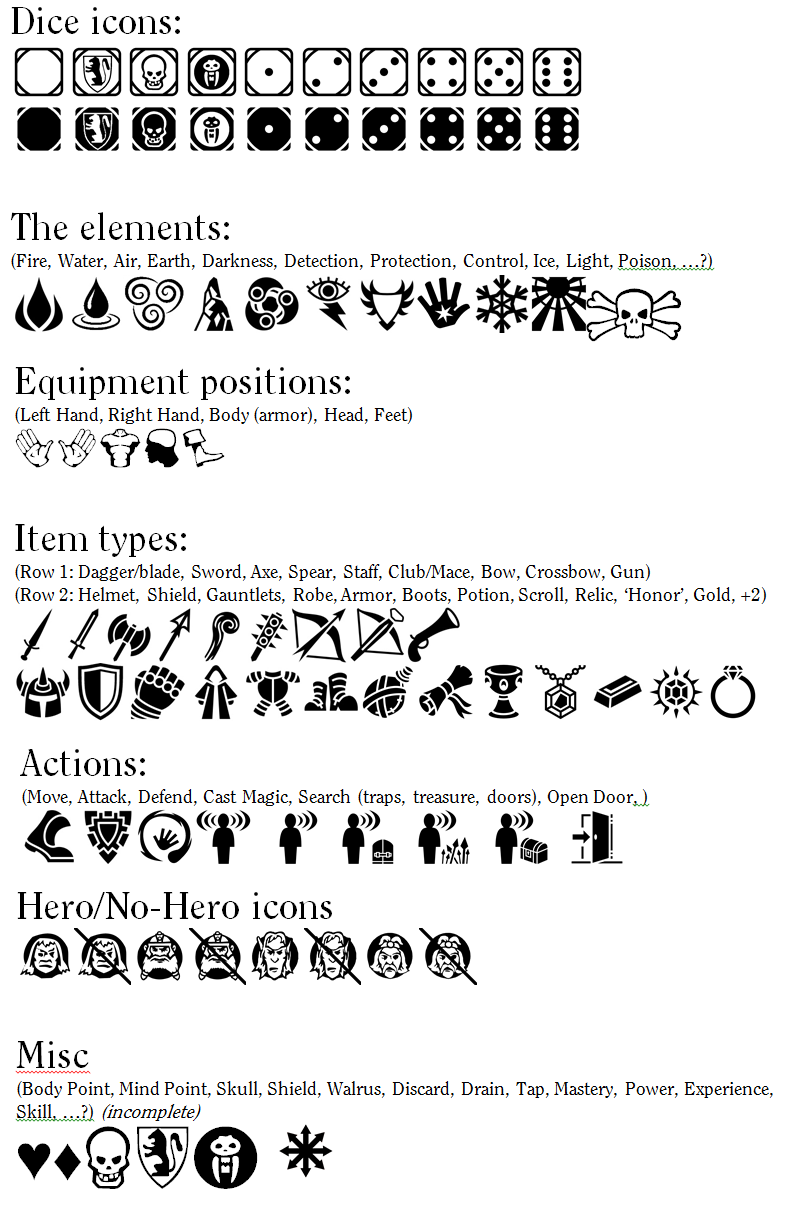 Dice icons:
The elements:
(Fire, Water, Air, Earth, Darkness, Detection, Protection, Control, Ice, Light, Poison, …?)
Equipment positions:
(Left Hand, Right Hand, Body (armor), Head, Feet)
Item types:
(Row 1: Dagger/blade, Sword, Axe, Spear, Staff, Club/Mace, Bow, Crossbow, Gun)
(Row 2: Helmet, Shield, Gauntlets, Robe, Armor, Boots, Potion, Scroll, Relic, ‘Honor’, Gold, +2)
Actions:
(Move, Attack, Defend, Cast Magic, Search (traps, treasure, doors), Open Door, )
Hero/No-Hero icons
Misc
(Body Point, Mind Point, Skull, Shield, Walrus, Discard, Drain, Tap, Mastery, Power, Experience,
Skill, …?) (incomplete)